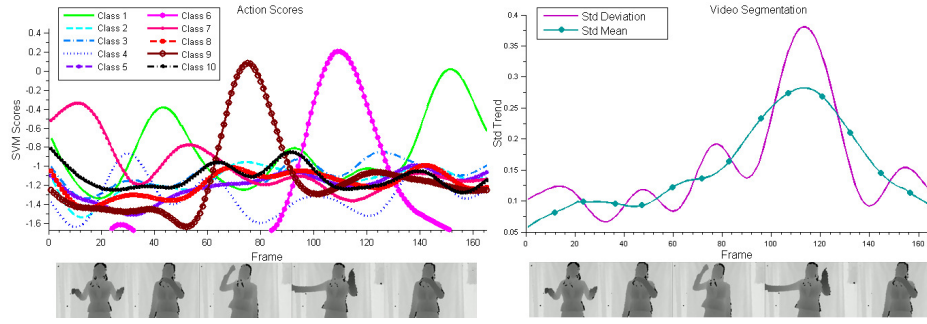 Action Scores
Class 1
Class 2
Class 3
Class 4
Class 5
Class 6
Class 7
Class 8
Class 9
Class 10
SVM Scores
0.4
0.2
0
-0.2
-0.4
-0.6
-0.8
-1
-1.2
-1.4
-1.6
0 20 40 60 80 100 120 140 160
Frame
Video Segmentation
Std Deviation
Std Mean
Std Trend
0.4
0.35
0.3
0.25
0.2
0.15
0.1
0.05
0 20 40 60 80 100 120 140 160
Frame